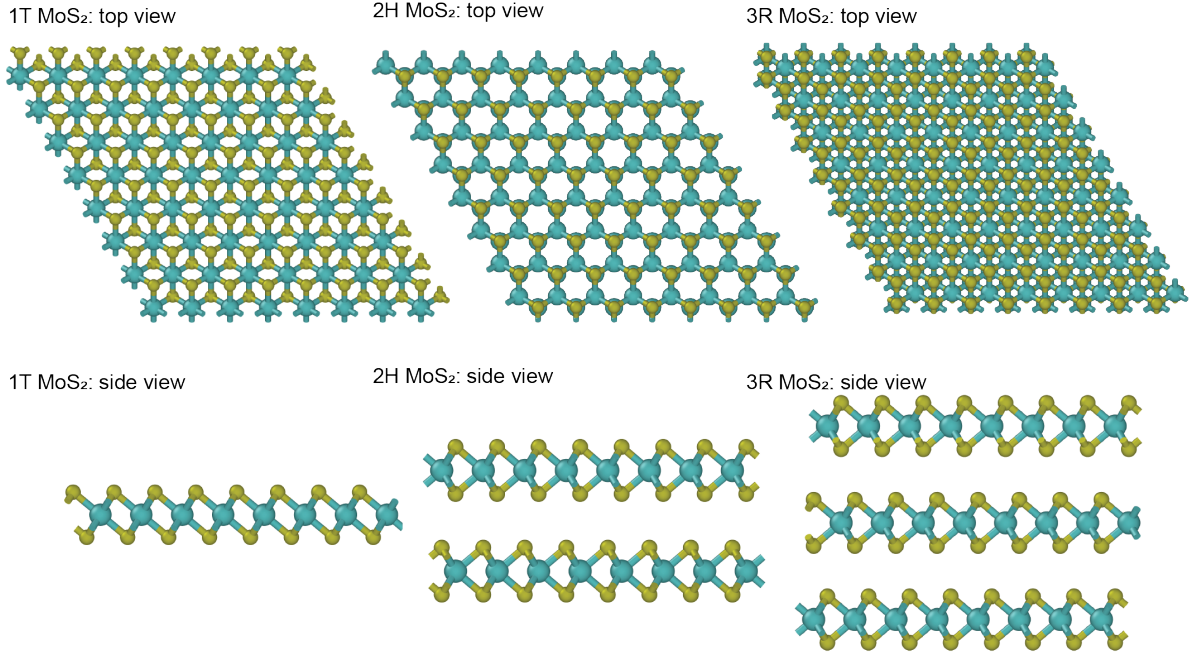 1T MoS₂: top view
2H MoS₂: top view
3R MoS₂: top view
1T MoS₂: side view
2H MoS₂: side view
3R MoS₂: side view